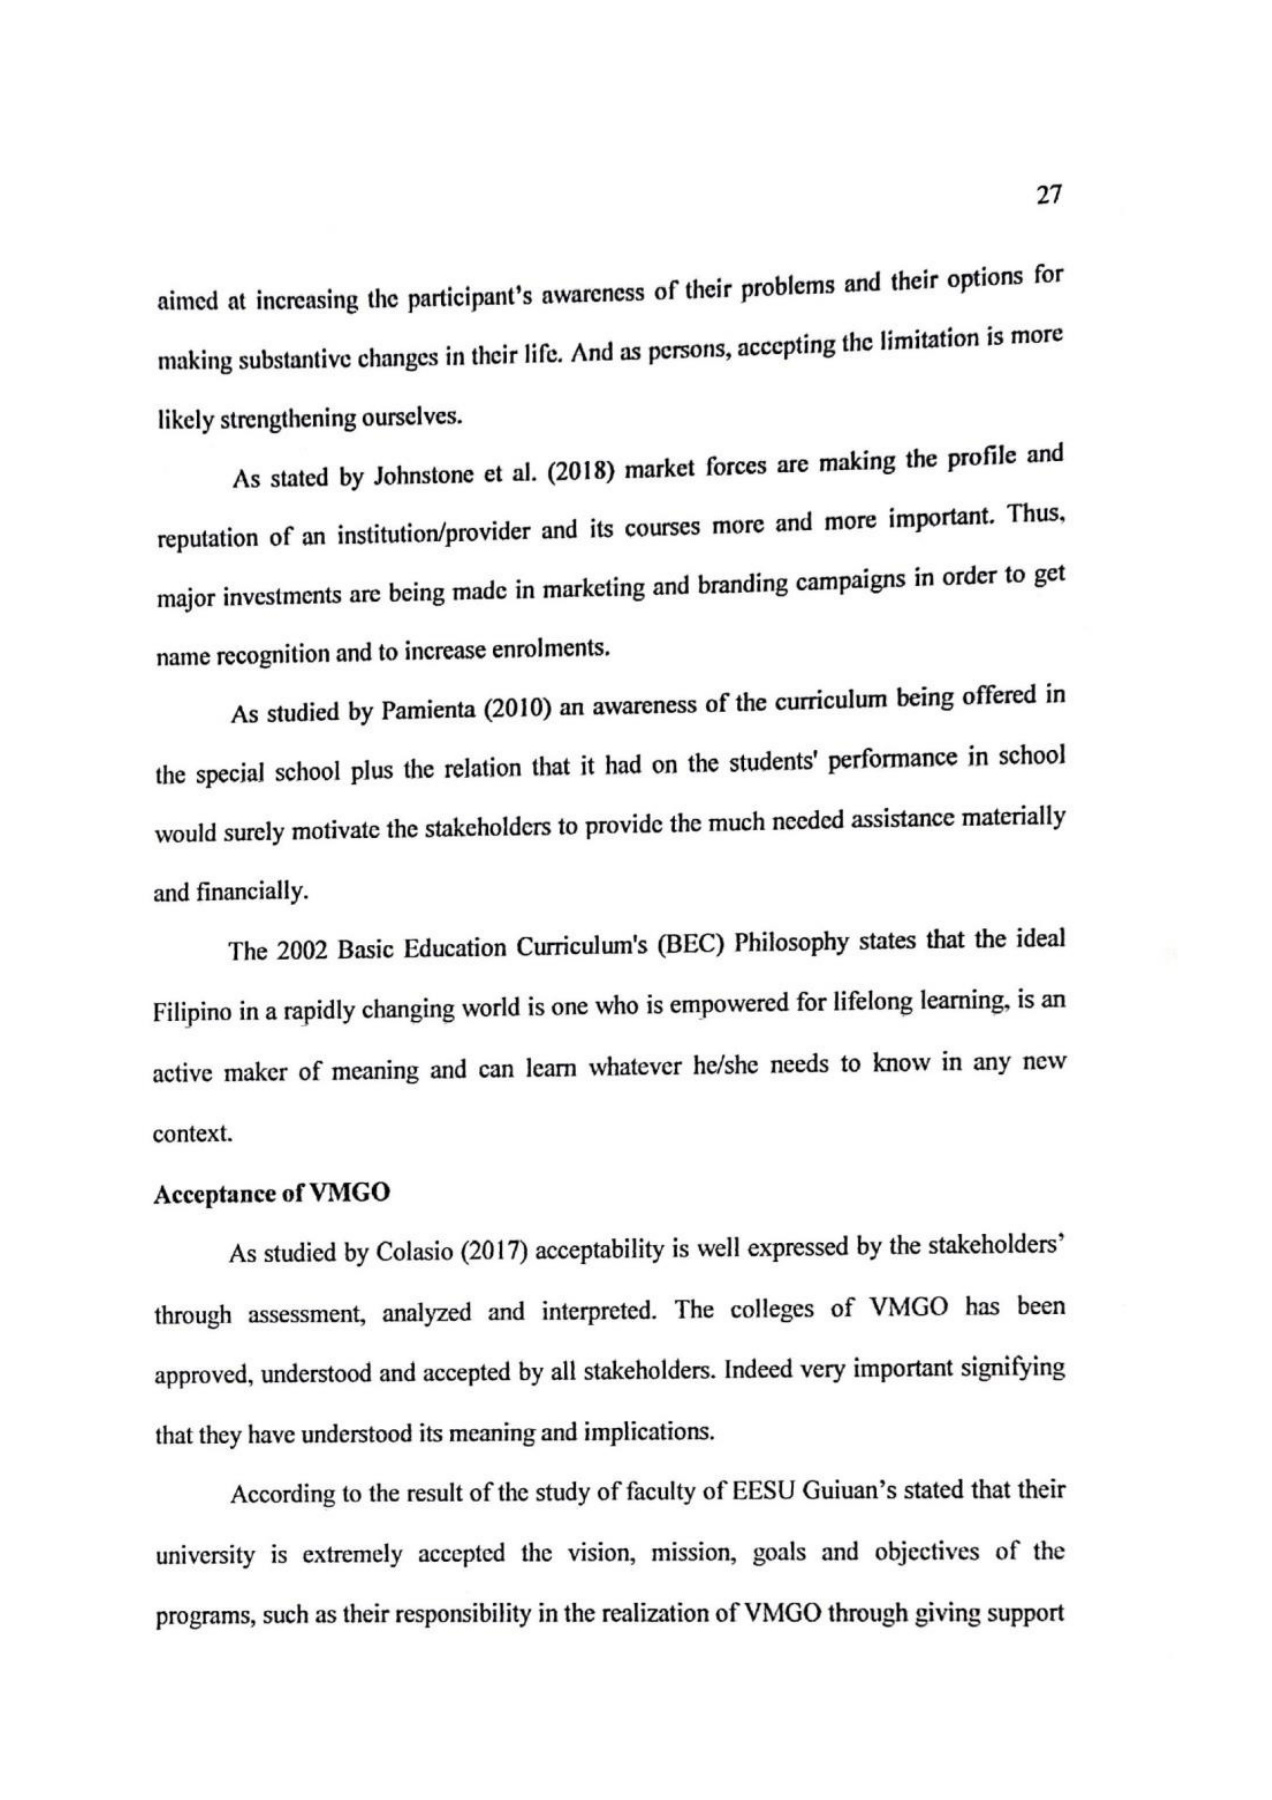 27
aimed at increasing the participant's awareness of their problems and their options for
making substantive changes in their life. And as persons, accepting the limitation is more
likely strengthening ourselves.
As stated by Johnstone et al. (2018) market forces are making the profile and
reputation of an institution/provider and its courses more and more important. Thus,
major investments are being made in marketing and branding campaigns in order to get
name recognition and to increase enrolments.
As studied by Pamienta (2010) an awareness of the curriculum being offered in
the special school plus the relation that it had on the students' performance in school
would surely motivate the stakeholders to provide the much needed assistance materially
and financially.
The 2002 Basic Education Curriculum's (BEC) Philosophy states that the ideal
Filipino in a rapidly changing world is one who is empowered for lifelong learning, is an
active maker of meaning and can learn whatever he/she needs to know in any new
context.
Acceptance of VMGO
As studied by Colasio (2017) acceptability is well expressed by the stakeholders’
through assessment, analyzed and interpreted. The colleges of VMGO has been
approved, understood and accepted by all stakeholders. Indeed very important signifying
that they have understood its meaning and implications.
According to the result of the study of faculty of EESU Guiuan’s stated that their
university is extremely accepted the vision, mission, goals and objectives of the
programs, such as their responsibility in the realization of VMGO through giving support